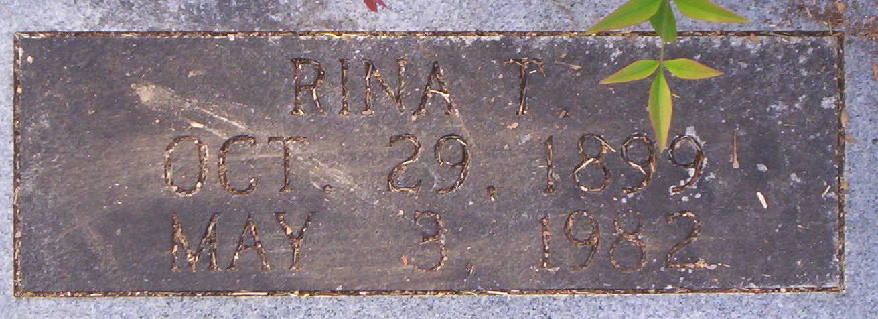 RINA T.
OCT. 29, 1899
MAY 3, 1982